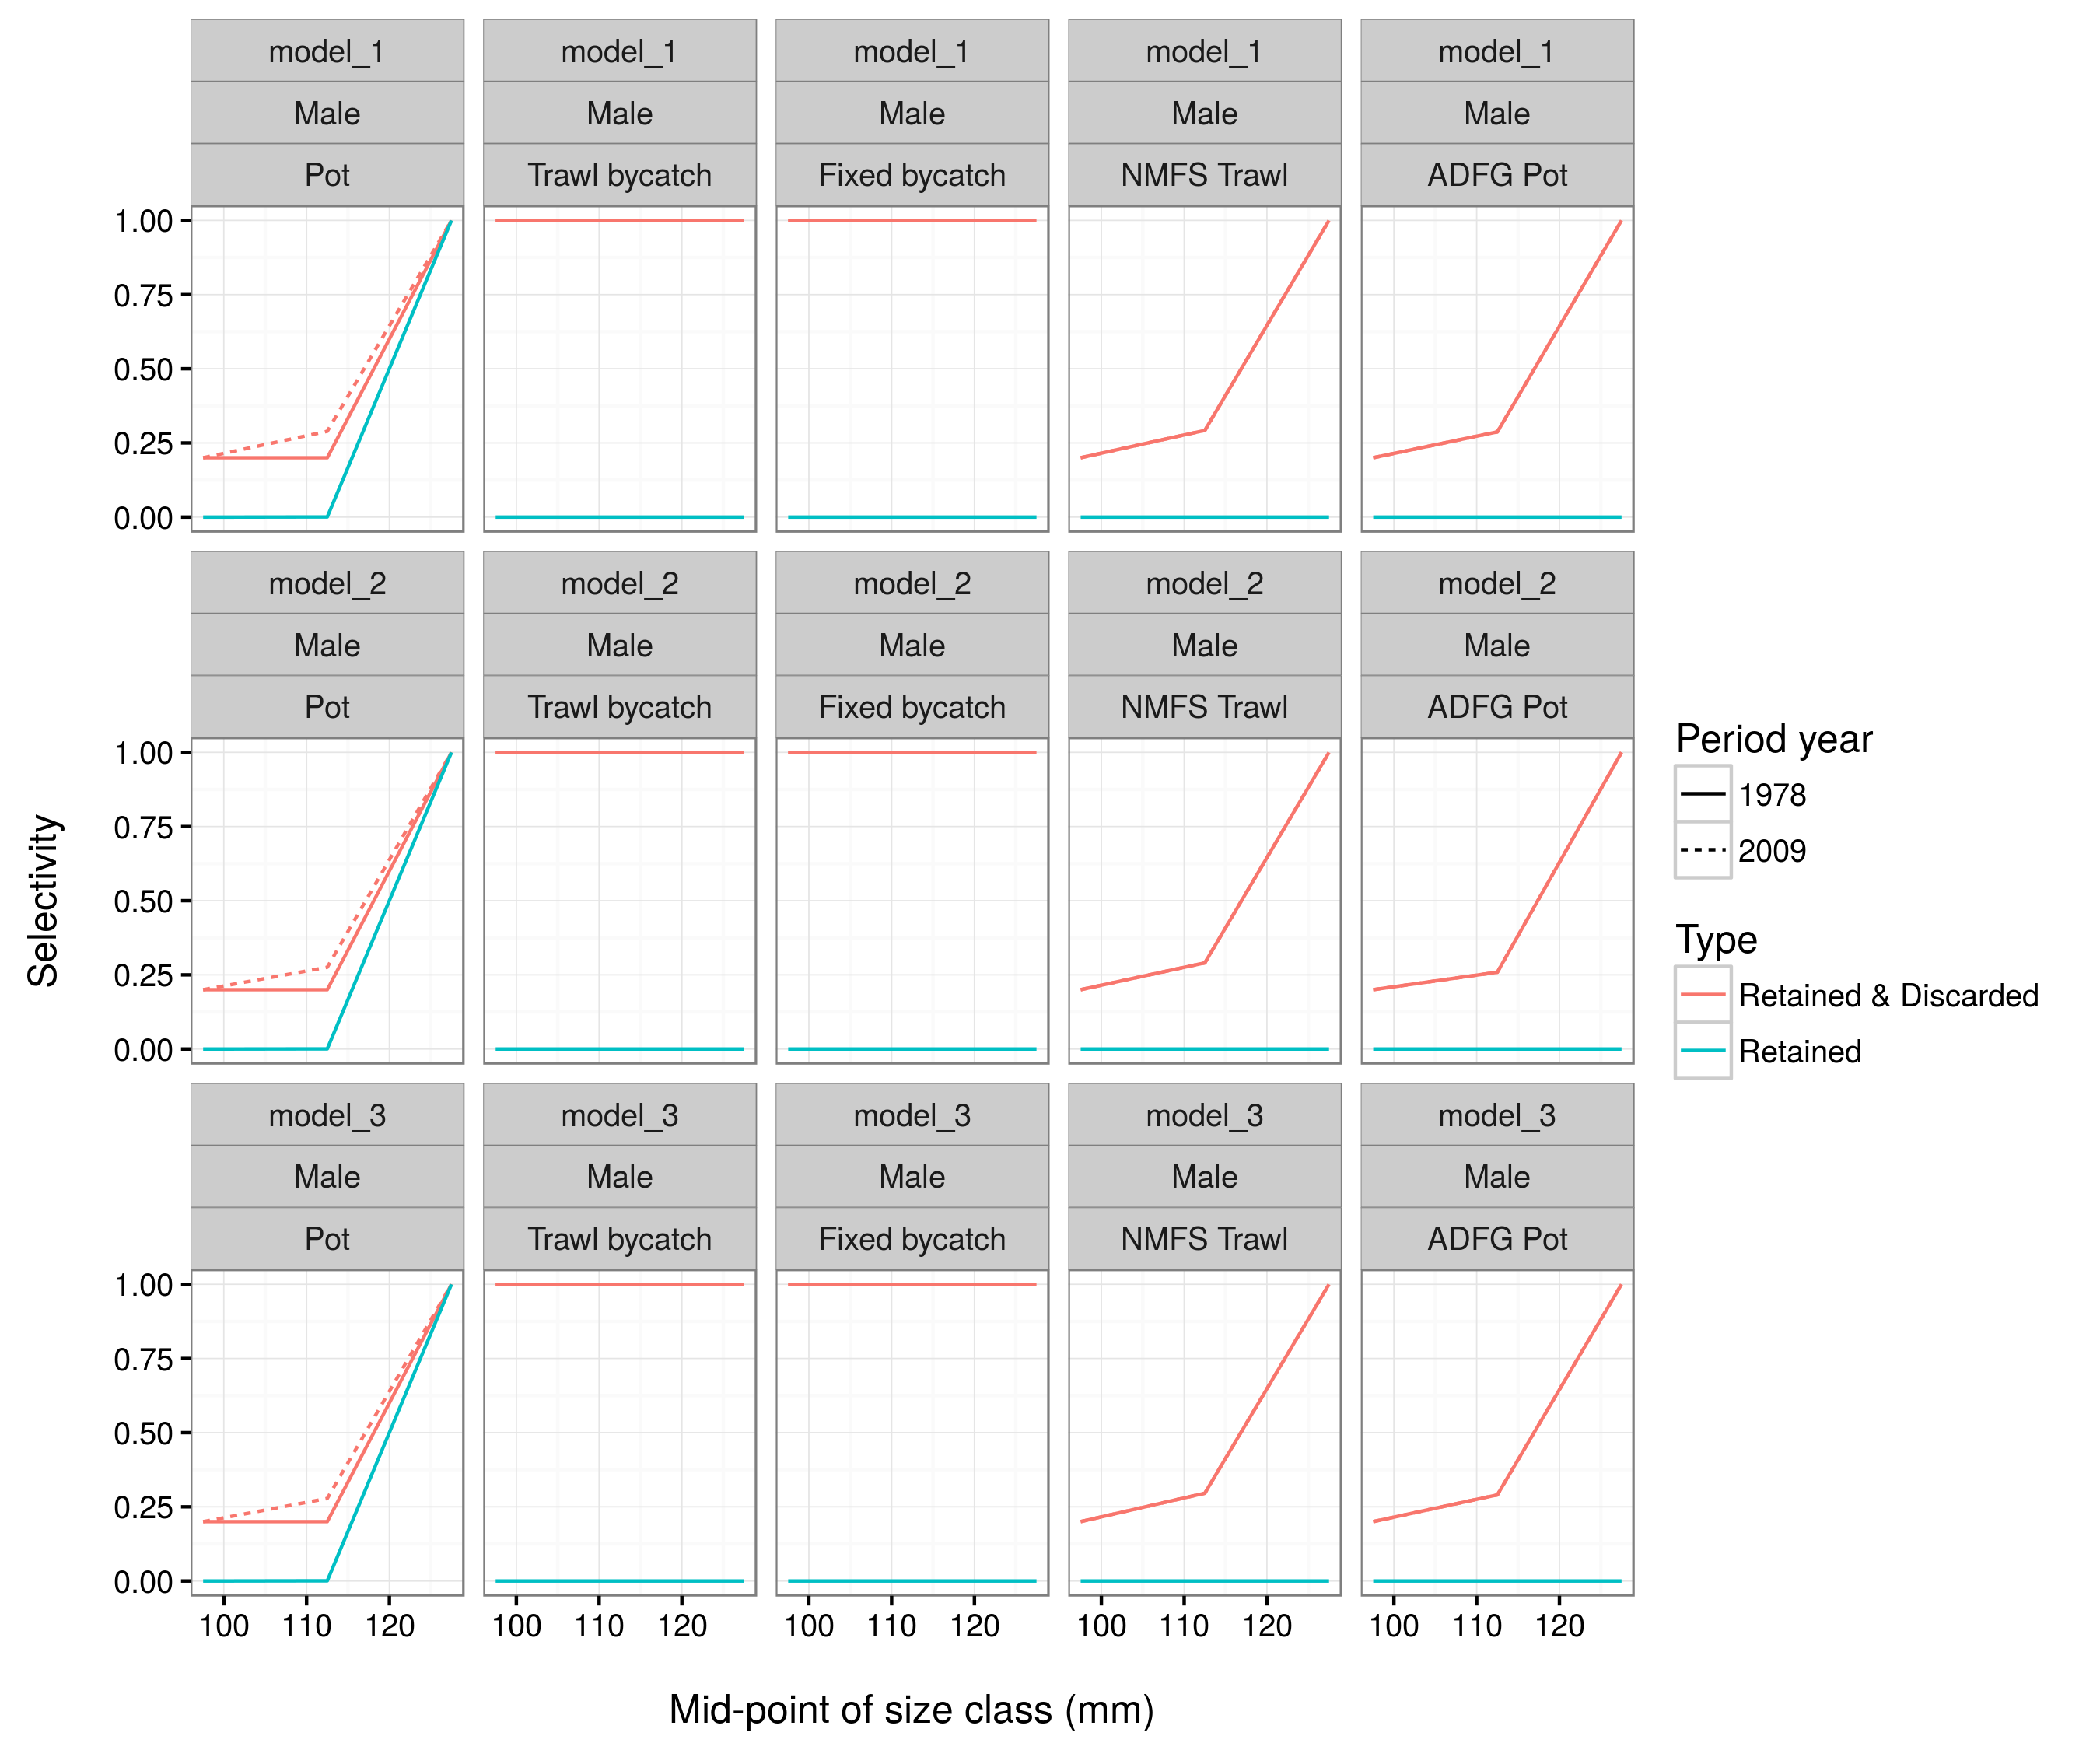 model_1 model_1 model_1 model_1 model_1
Male Male Male Male Male
Pot Trawl bycatch Fixed bycatch NMFS Trawl ADFG Pot
1.00
0.75
0.50
0.25
0.00
model_2 model_2 model_2 model_2 model_2
Male Male Male Male Male
Pot Trawl bycatch Fixed bycatch NMFS Trawl ADFG Pot
1.00
0.75
0.50
0.25
0.00
model_3 model_3 model_3 model_3 model_3
Male Male Male Male Male
Pot Trawl bycatch Fixed bycatch NMFS Trawl ADFG Pot
1.00
0.75
0.50
0.25
0.00
100 110 120 100 110 120 100 110 120 100 110 120 100 110 120
Mid-point of size class (mm)
Selectivity
Period year
1978
2009
Type
Retained & Discarded
Retained